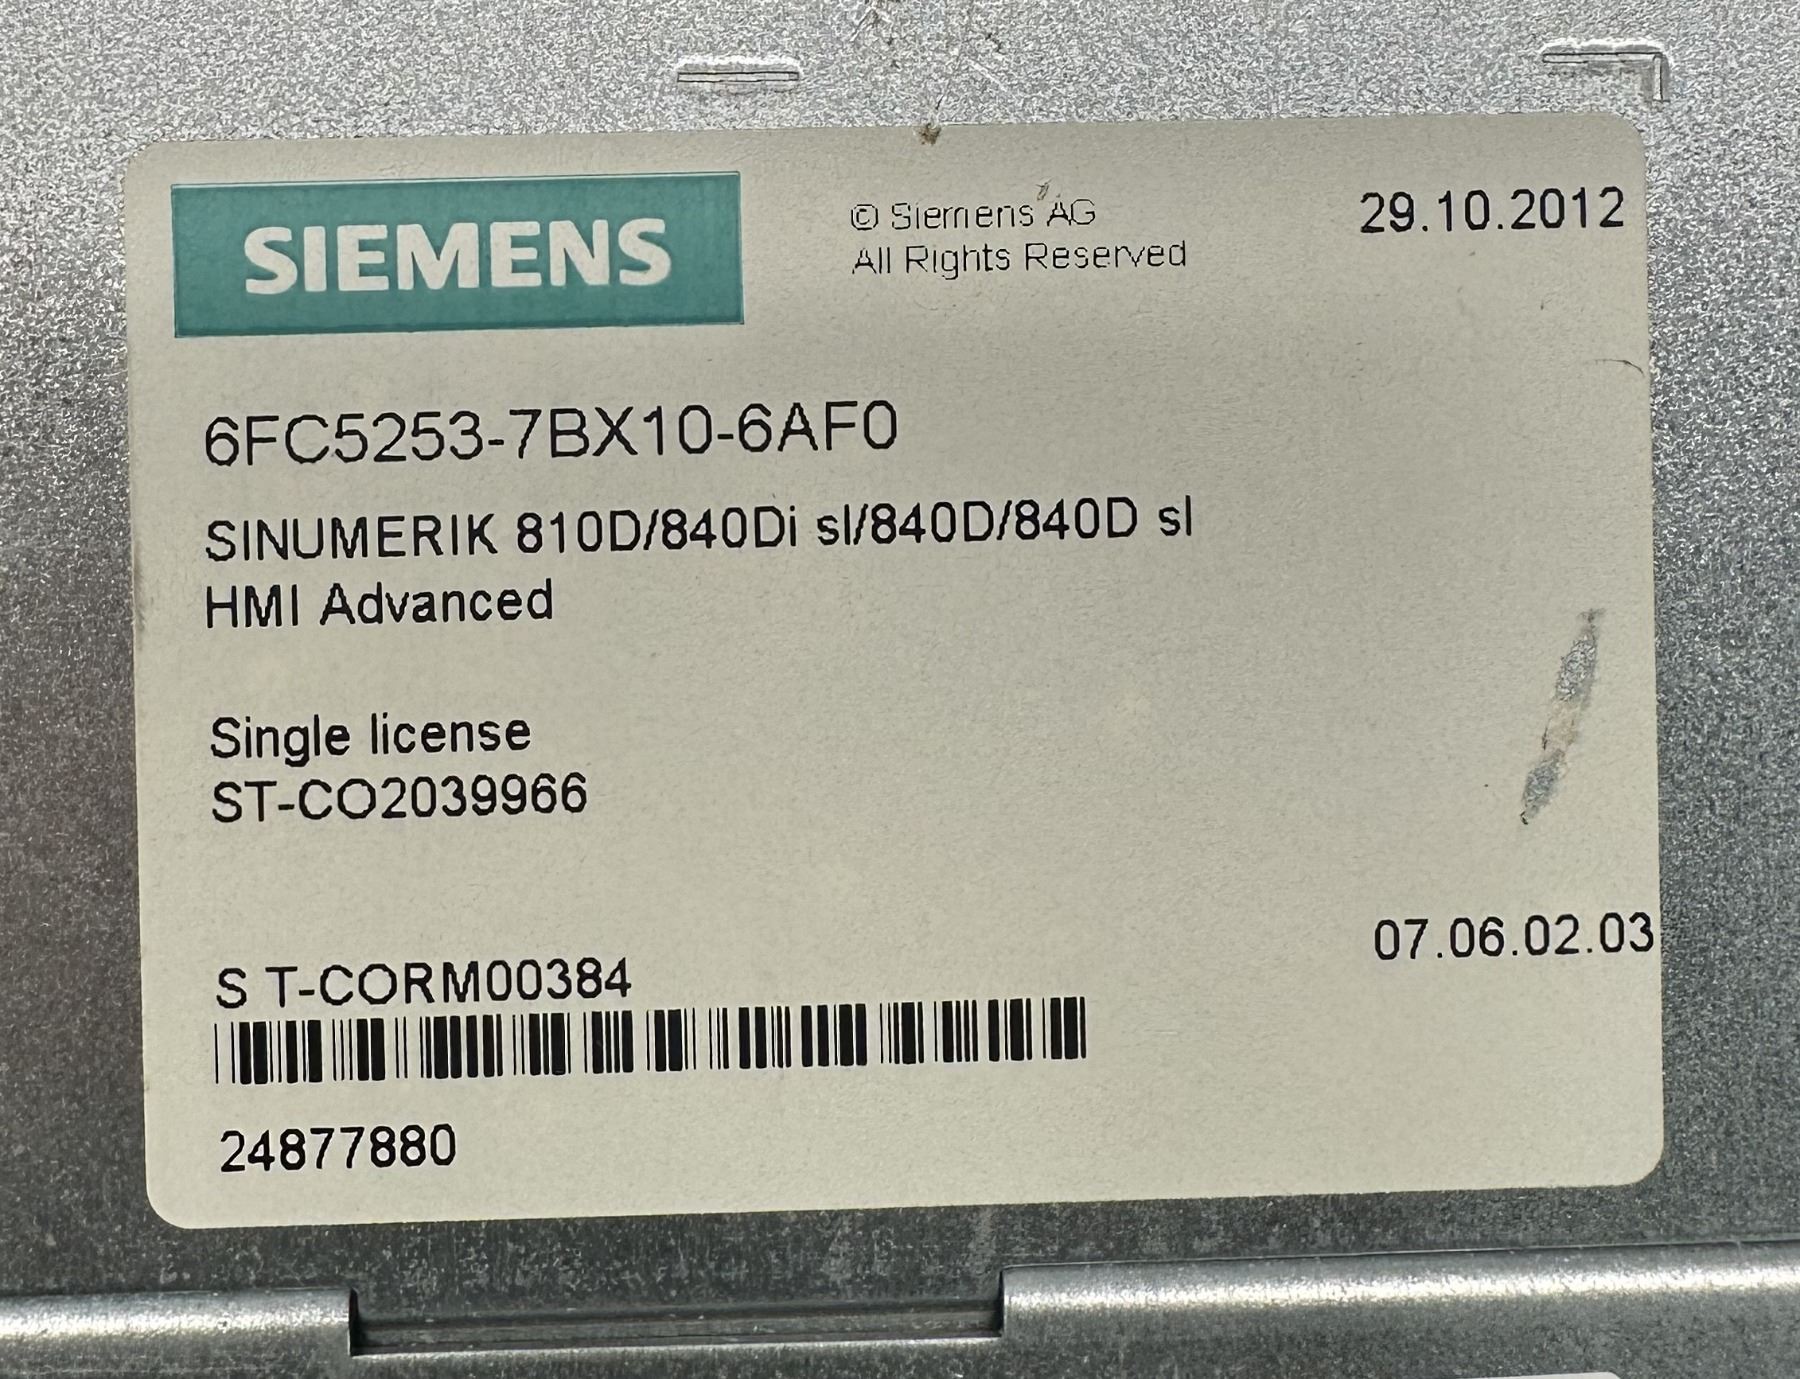 SIEMENS
© Siemens AG
All Rights Reserved
29.10.2012
6FC5253-7BX10-6AF0
SINUMERIK 810D/840Di sl/840D/840D sl
HMI Advanced
Single license
ST-CO2039966
07.06.02.03
S T-CORM00384
24877880